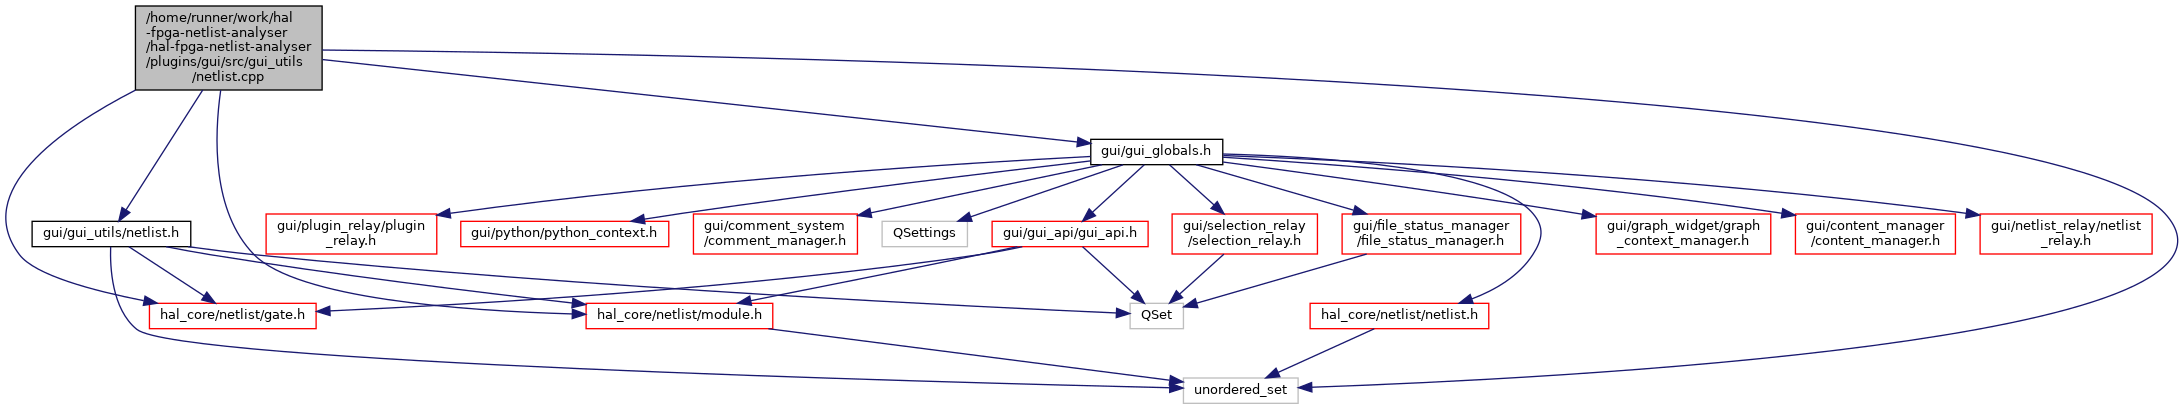 /home/runner/work/hal
-fpga-netlist-analyser
/hal-fpga-netlist-analyser
/plugins/gui/src/gui_utils
/netlist.cpp
gui/gui_globals.h
gui/gui_utils/netlist.h
gui/plugin_relay/plugin
_relay.h
gui/python/python_context.h
gui/comment_system
/comment_manager.h
QSettings
gui/gui_api/gui_api.h
gui/selection_relay
/selection_relay.h
gui/file_status_manager
/file_status_manager.h
gui/graph_widget/graph
_context_manager.h
gui/content_manager
/content_manager.h
gui/netlist_relay/netlist
_relay.h
hal_core/netlist/gate.h
hal_core/netlist/module.h
QSet
hal_core/netlist/netlist.h
unordered_set